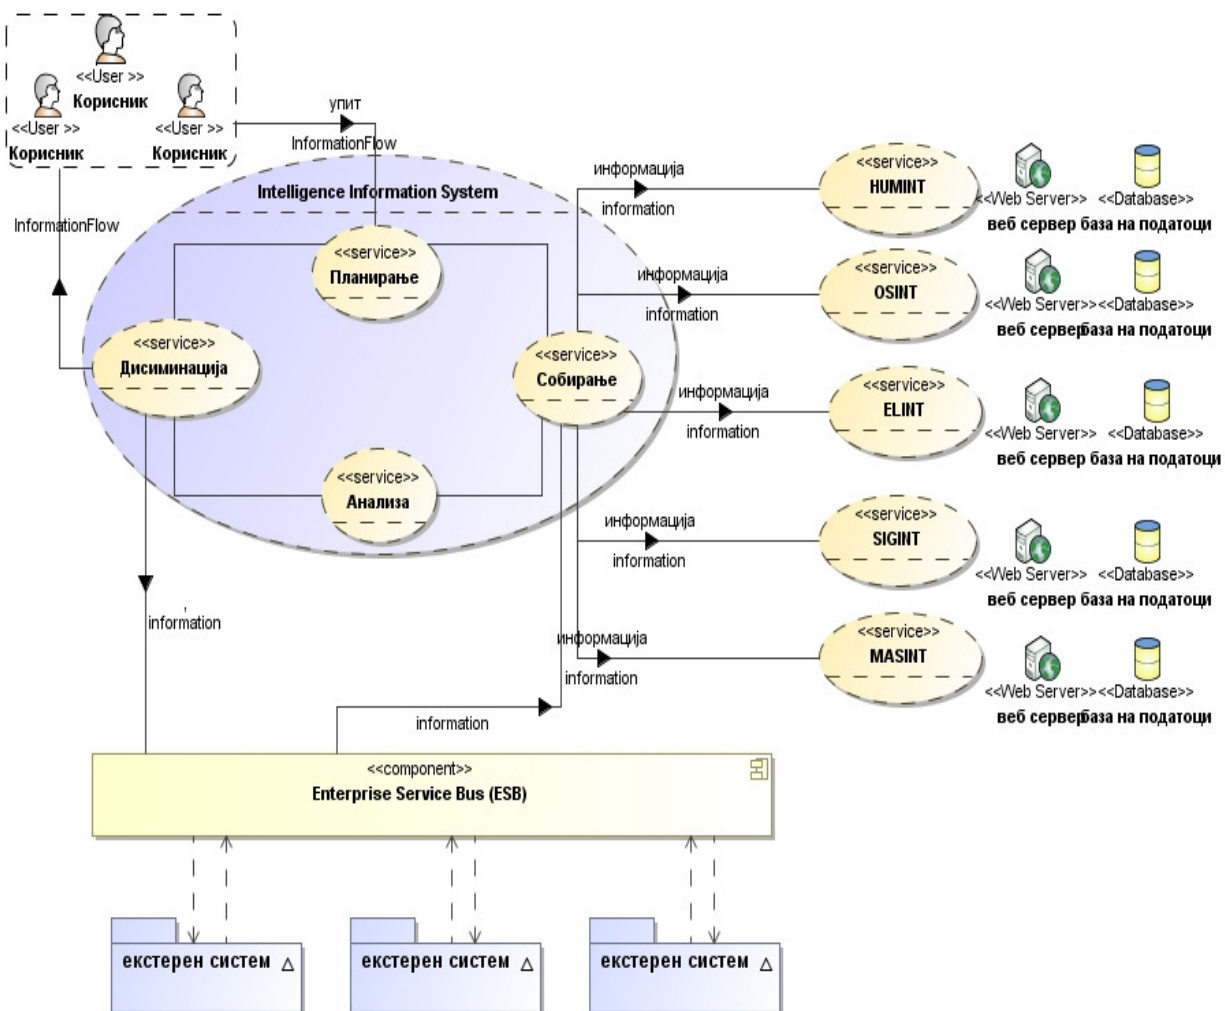 <<User >>
Корисник
<<User >>
Корисник
<<User >>
Корисник
упит
InformationFlow
InformationFlow
Intelligence Information System
<<service>>
Планирање
<<service>>
Дисиминација
<<service>>
Собирање
<<service>>
Анализа
информација
information
<<service>>
HUMINT
<<Web Server>> <<Database>>
веб сервер база на податоци
информација
information
<<service>>
OSINT
<<Web Server>> <<Database>>
веб сервер база на податоци
информација
information
<<service>>
ELINT
<<Web Server>> <<Database>>
веб сервер база на податоци
информација
information
<<service>>
SIGINT
<<Web Server>> <<Database>>
веб сервер база на податоци
информација
information
<<service>>
MASINT
<<Web Server>> <<Database>>
веб сервер база на податоци
,
information
information
<<component>>
Enterprise Service Bus (ESB)
екстерен систем
екстерен систем
екстерен систем